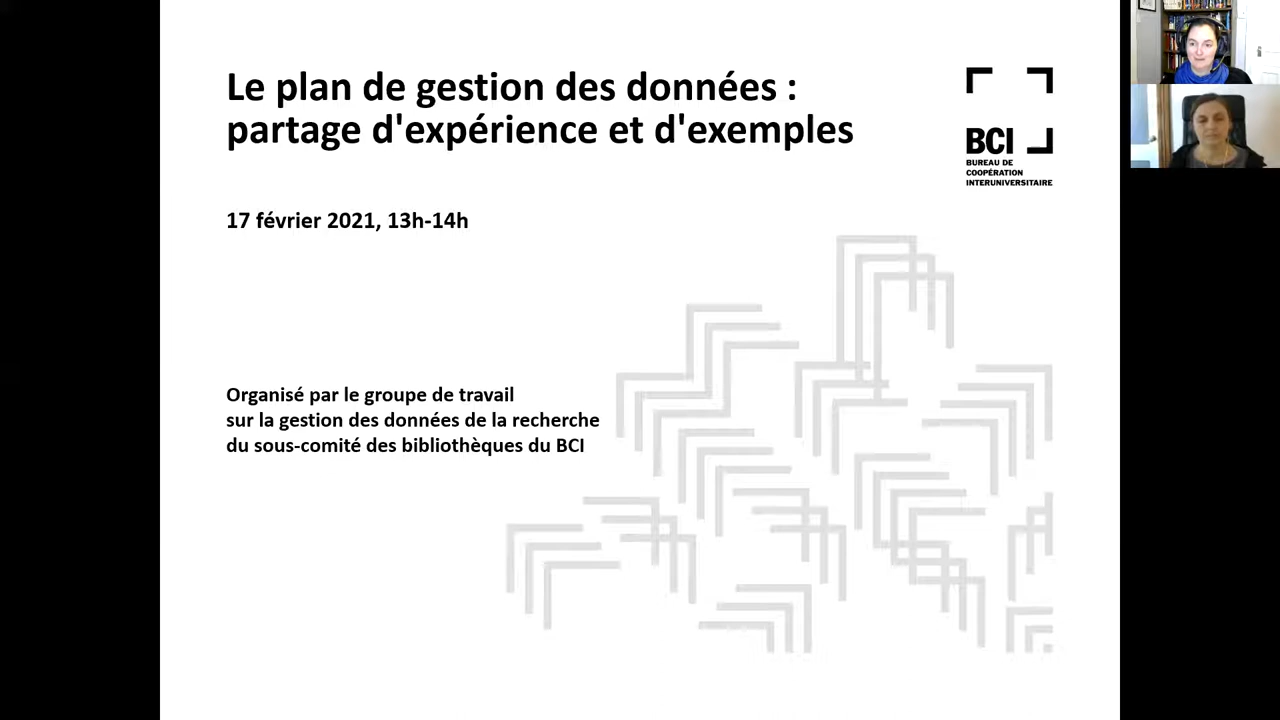 Le plan de gestion des données :
partage d'expérience et d'exemples
17 février 2021, 13h-14h
Organisé par le groupe de travail
sur la gestion des données de la recherche
du sous-comité des bibliothèques du BCI
BCI
BUREAU DE
COOPÉRATION
INTERUNIVERSITAIRE